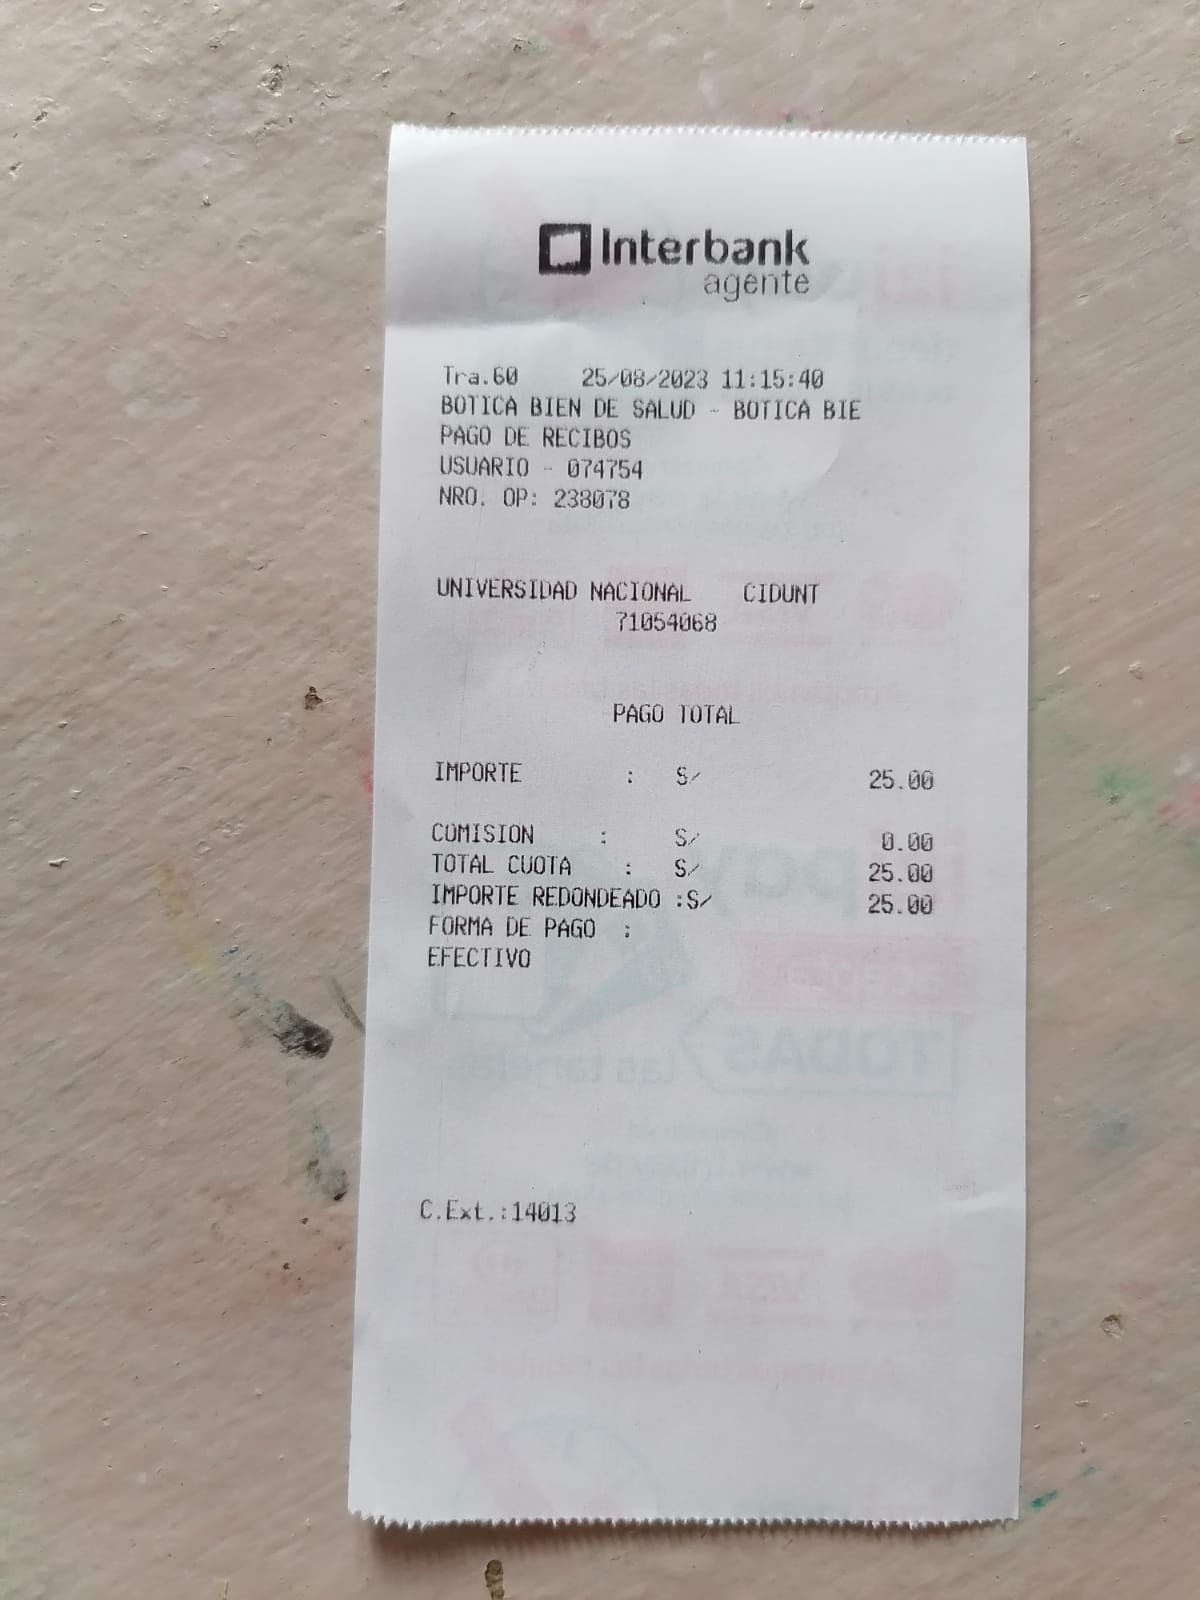 Interbank
agente
Tra.60 25/08/2023 11:15:40
BOTICA BIEN DE SALUD - BOTICA BIE
PAGO DE RECIBOS
USUARIO - 074754
NRO. OP: 238078
UNIVERSIDAD NACIONAL CIDUNT
71054068
PAGO TOTAL
IMPORTE : S/ 25.00
COMISION : S/ 0.00
TOTAL CUOTA : S/ 25.00
IMPORTE REDONDEADO :S/ 25.00
FORMA DE PAGO :
EFECTIVO
C.Ext.:14013